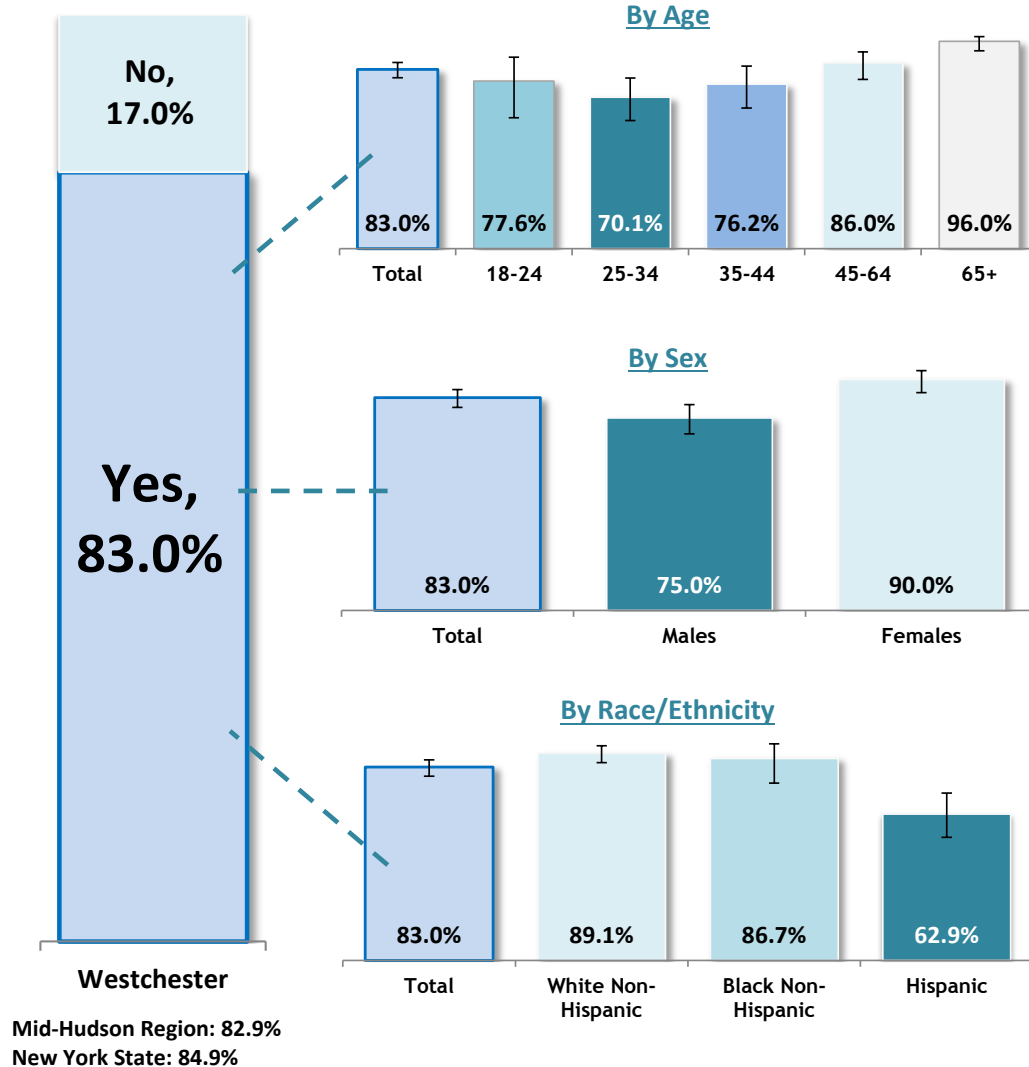 No,
17.0%
Yes,
83.0%
Westchester
Mid-Hudson Region: 82.9%
New York State: 84.9%
By Age
83.0%
77.6%
70.1%
76.2%
86.0%
96.0%
Total
18-24
25-34
35-44
45-64
65+
By Sex
83.0%
75.0%
90.0%
Total
Males
Females
By Race/Ethnicity
83.0%
89.1%
86.7%
62.9%
Total
White Non-
Hispanic
Black Non-
Hispanic
Hispanic